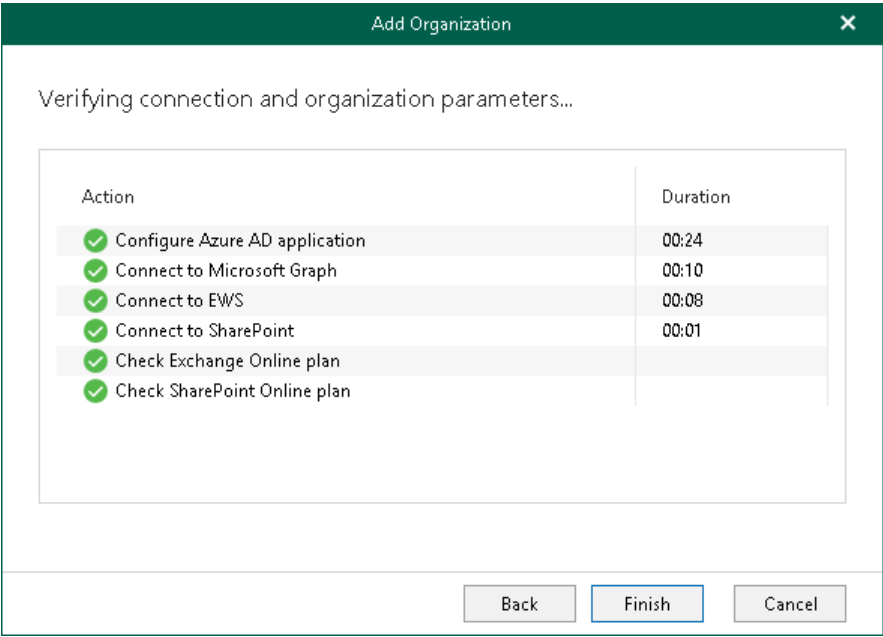 Add Organization
Verifying connection and organization parameters...
Action Duration
Configure Azure AD application 00:24
Connect to Microsoft Graph 00:10
Connect to EWS 00:08
Connect to SharePoint 00:01
Check Exchange Online plan
Check SharePoint Online plan
Back Finish Cancel